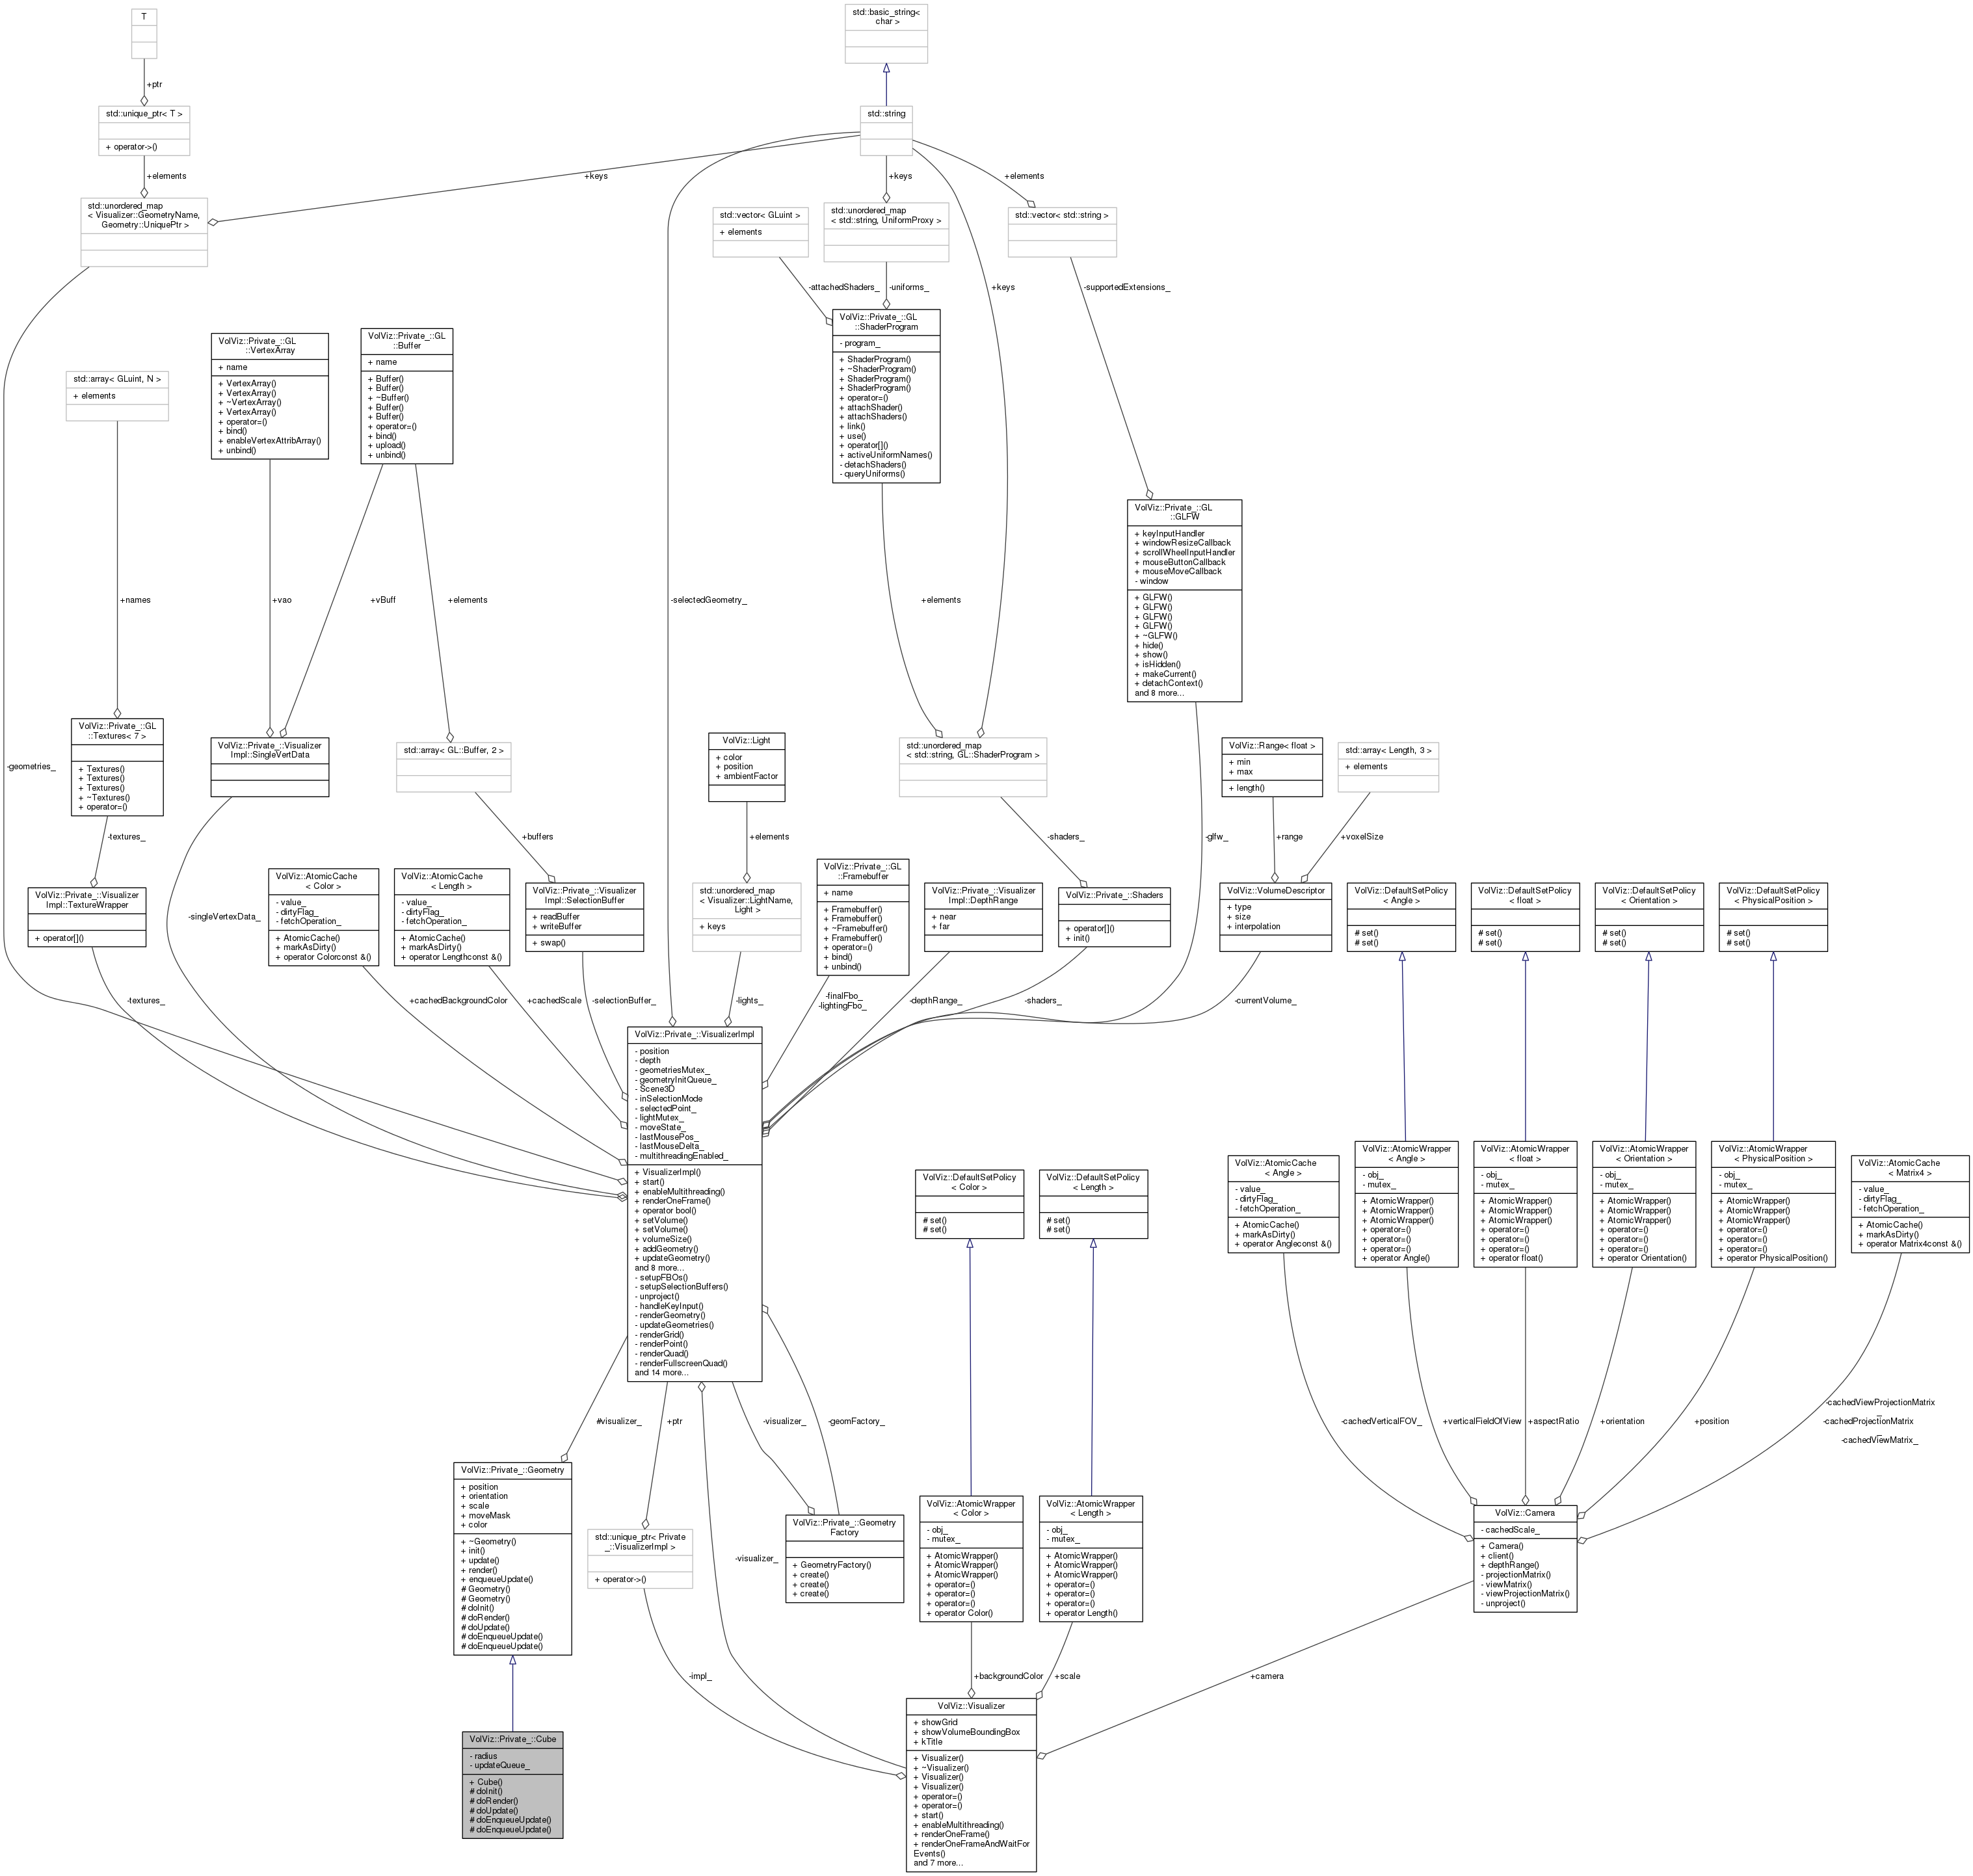 T
std::basic_string<
char >
+ptr
std::unique_ptr< T >
+ operator->()
std::string
+elements
+keys
+keys
+elements
std::unordered_map
< Visualizer::GeometryName,
Geometry::UniquePtr >
std::vector< GLuint >
+ elements
std::unordered_map
< std::string, UniformProxy >
std::vector< std::string >
-attachedShaders_
-uniforms_
+keys
-supportedExtensions_
VolViz::Private_::GL
::VertexArray
+ name
+ VertexArray()
+ VertexArray()
+ ~VertexArray()
+ VertexArray()
+ operator=()
+ bind()
+ enableVertexAttribArray()
+ unbind()
VolViz::Private_::GL
::Buffer
+ name
+ Buffer()
+ Buffer()
+ ~Buffer()
+ Buffer()
+ Buffer()
+ operator=()
+ bind()
+ upload()
+ unbind()
VolViz::Private_::GL
::ShaderProgram
- program_
+ ShaderProgram()
+ ~ShaderProgram()
+ ShaderProgram()
+ ShaderProgram()
+ operator=()
+ attachShader()
+ attachShaders()
+ link()
+ use()
+ operator[]()
+ activeUniformNames()
- detachShaders()
- queryUniforms()
std::array< GLuint, N >
+ elements
VolViz::Private_::GL
::GLFW
+ keyInputHandler
+ windowResizeCallback
+ scrollWheelInputHandler
+ mouseButtonCallback
+ mouseMoveCallback
- window
+ GLFW()
+ GLFW()
+ GLFW()
+ GLFW()
+ ~GLFW()
+ hide()
+ show()
+ isHidden()
+ makeCurrent()
+ detachContext()
and 8 more...
+names
+vao
+vBuff
+elements
-selectedGeometry_
+elements
-geometries_
VolViz::Private_::GL
::Textures< 7 >
+ Textures()
+ Textures()
+ Textures()
+ ~Textures()
+ operator=()
VolViz::Private_::Visualizer
Impl::SingleVertData
std::array< GL::Buffer, 2 >
VolViz::Light
+ color
+ position
+ ambientFactor
std::unordered_map
< std::string, GL::ShaderProgram >
VolViz::Range< float >
+ min
+ max
+ length()
std::array< Length, 3 >
+ elements
-textures_
+buffers
+elements
-shaders_
-glfw_
+range
+voxelSize
VolViz::Private_::Visualizer
Impl::TextureWrapper
+ operator[]()
-singleVertexData_
VolViz::AtomicCache
< Color >
- value_
- dirtyFlag_
- fetchOperation_
+ AtomicCache()
+ markAsDirty()
+ operator Colorconst &()
VolViz::AtomicCache
< Length >
- value_
- dirtyFlag_
- fetchOperation_
+ AtomicCache()
+ markAsDirty()
+ operator Lengthconst &()
VolViz::Private_::Visualizer
Impl::SelectionBuffer
+ readBuffer
+ writeBuffer
+ swap()
std::unordered_map
< Visualizer::LightName,
Light >
+ keys
VolViz::Private_::GL
::Framebuffer
+ name
+ Framebuffer()
+ Framebuffer()
+ ~Framebuffer()
+ Framebuffer()
+ operator=()
+ bind()
+ unbind()
VolViz::Private_::Visualizer
Impl::DepthRange
+ near
+ far
VolViz::Private_::Shaders
+ operator[]()
+ init()
VolViz::VolumeDescriptor
+ type
+ size
+ interpolation
VolViz::DefaultSetPolicy
< Angle >
# set()
# set()
VolViz::DefaultSetPolicy
< float >
# set()
# set()
VolViz::DefaultSetPolicy
< Orientation >
# set()
# set()
VolViz::DefaultSetPolicy
< PhysicalPosition >
# set()
# set()
-textures_
+cachedBackgroundColor
+cachedScale_
-selectionBuffer_
-lights_
-finalFbo_
-lightingFbo_
-depthRange_
-shaders_
-currentVolume_
VolViz::Private_::VisualizerImpl
- position
- depth
- geometriesMutex_
- geometryInitQueue_
- Scene3D
- inSelectionMode
- selectedPoint_
- lightMutex_
- moveState_
- lastMousePos_
- lastMouseDelta_
- multithreadingEnabled_
+ VisualizerImpl()
+ start()
+ enableMultithreading()
+ renderOneFrame()
+ operator bool()
+ setVolume()
+ setVolume()
+ volumeSize()
+ addGeometry()
+ updateGeometry()
and 8 more...
- setupFBOs()
- setupSelectionBuffers()
- unproject()
- handleKeyInput()
- renderGeometry()
- updateGeometries()
- renderGrid()
- renderPoint()
- renderQuad()
- renderFullscreenQuad()
and 14 more...
VolViz::DefaultSetPolicy
< Color >
# set()
# set()
VolViz::DefaultSetPolicy
< Length >
# set()
# set()
VolViz::AtomicCache
< Angle >
- value_
- dirtyFlag_
- fetchOperation_
+ AtomicCache()
+ markAsDirty()
+ operator Angleconst &()
VolViz::AtomicWrapper
< Angle >
- obj_
- mutex_
+ AtomicWrapper()
+ AtomicWrapper()
+ AtomicWrapper()
+ operator=()
+ operator=()
+ operator=()
+ operator Angle()
VolViz::AtomicWrapper
< float >
- obj_
- mutex_
+ AtomicWrapper()
+ AtomicWrapper()
+ AtomicWrapper()
+ operator=()
+ operator=()
+ operator=()
+ operator float()
VolViz::AtomicWrapper
< Orientation >
- obj_
- mutex_
+ AtomicWrapper()
+ AtomicWrapper()
+ AtomicWrapper()
+ operator=()
+ operator=()
+ operator=()
+ operator Orientation()
VolViz::AtomicWrapper
< PhysicalPosition >
- obj_
- mutex_
+ AtomicWrapper()
+ AtomicWrapper()
+ AtomicWrapper()
+ operator=()
+ operator=()
+ operator=()
+ operator PhysicalPosition()
VolViz::AtomicCache
< Matrix4 >
- value_
- dirtyFlag_
- fetchOperation_
+ AtomicCache()
+ markAsDirty()
+ operator Matrix4const &()
#visualizer_
+ptr
-visualizer_
-geomFactory_
-cachedVerticalFOV_
+verticalFieldOfView
+aspectRatio
+orientation
+position
-cachedViewProjectionMatrix
_
-cachedProjectionMatrix
_
-cachedViewMatrix_
VolViz::Private_::Geometry
+ position
+ orientation
+ scale
+ moveMask
+ color
+ ~Geometry()
+ init()
+ update()
+ render()
+ enqueueUpdate()
# Geometry()
# Geometry()
# doInit()
# doRender()
# doUpdate()
# doEnqueueUpdate()
# doEnqueueUpdate()
std::unique_ptr< Private
_::VisualizerImpl >
+ operator->()
-visualizer_
VolViz::Private_::Geometry
Factory
+ GeometryFactory()
+ create()
+ create()
+ create()
VolViz::AtomicWrapper
< Color >
- obj_
- mutex_
+ AtomicWrapper()
+ AtomicWrapper()
+ AtomicWrapper()
+ operator=()
+ operator=()
+ operator=()
+ operator Color()
VolViz::AtomicWrapper
< Length >
- obj_
- mutex_
+ AtomicWrapper()
+ AtomicWrapper()
+ AtomicWrapper()
+ operator=()
+ operator=()
+ operator=()
+ operator Length()
VolViz::Camera
- cachedScale_
+ Camera()
+ client()
+ depthRange()
- projectionMatrix()
- viewMatrix()
- viewProjectionMatrix()
- unproject()
-impl_
+backgroundColor
+scale
+camera
VolViz::Private_::Cube
- radius
- updateQueue_
+ Cube()
# doInit()
# doRender()
# doUpdate()
# doEnqueueUpdate()
# doEnqueueUpdate()
VolViz::Visualizer
+ showGrid
+ showVolumeBoundingBox
+ kTitle
+ Visualizer()
+ ~Visualizer()
+ Visualizer()
+ Visualizer()
+ operator=()
+ operator=()
+ start()
+ enableMultithreading()
+ renderOneFrame()
+ renderOneFrameAndWaitFor
Events()
and 7 more...